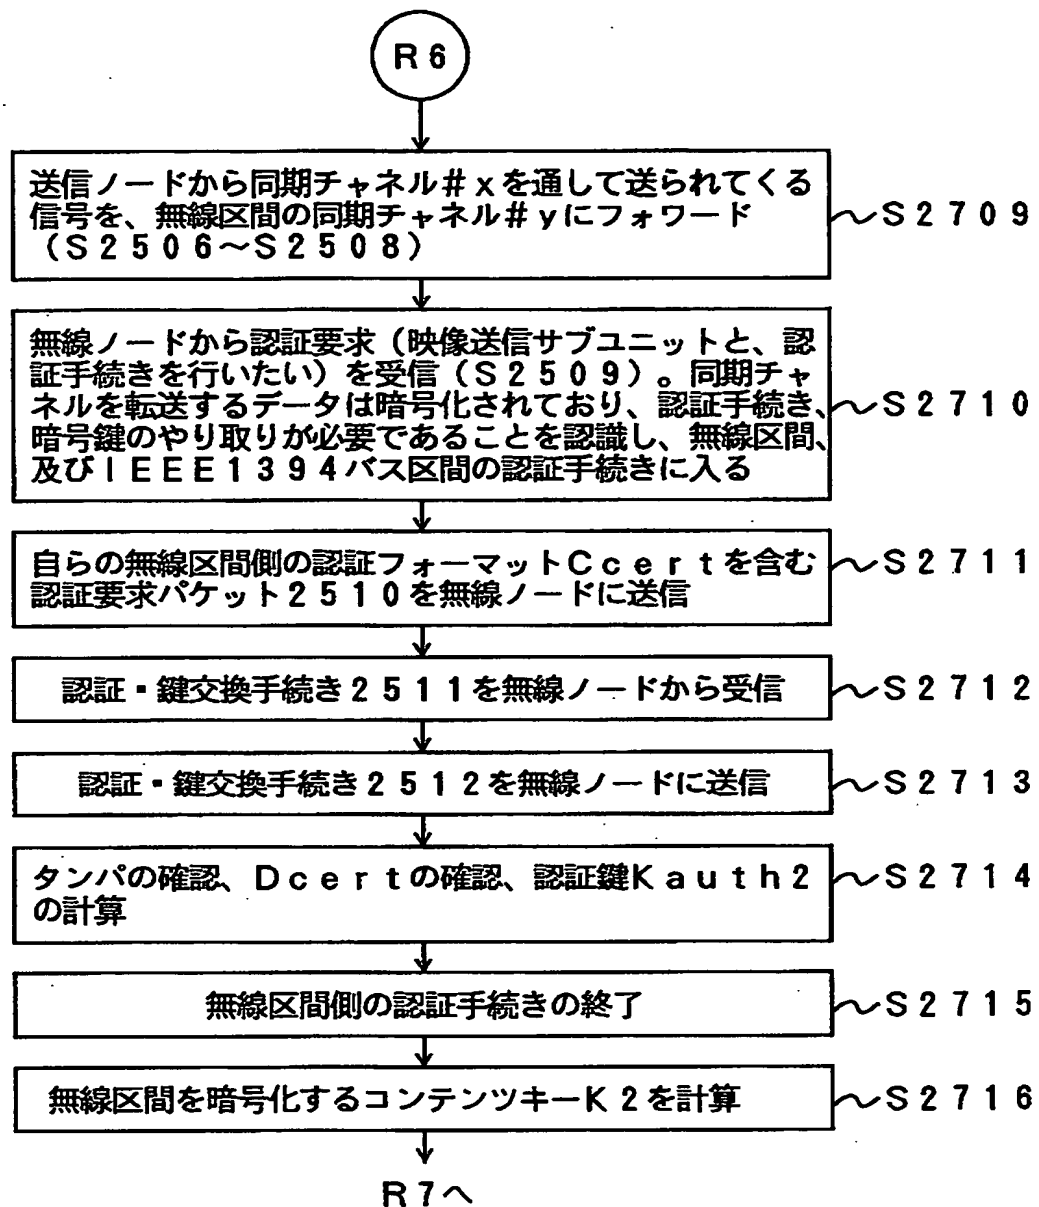 R6
送信ノードから同期チャネル#xを通して送られてくる
信号を、無線区間の同期チャネル#yにフォワード
(S2506～S2508)
S2709
無線ノードから認証要求(映像送信サブユニットと、認
証手続きを行いたい)を受信(S2509)。同期チャ
ネルを転送するデータは暗号化されており、認証手続き、
暗号鍵のやり取りが必要であることを認識し、無線区間、
及びIEEE1394バス区間の認証手続きに入る
S2710
自らの無線区間側の認証フォーマットCcertを含む
認証要求パケット2510を無線ノードに送信
S2711
認証・鍵交換手続き2511を無線ノードから受信
S2712
認証・鍵交換手続き2512を無線ノードに送信
S2713
タンパの確認、Dcertの確認、認証鍵Kauth2
の計算
S2714
無線区間側の認証手続きの終了
S2715
無線区間を暗号化するコンテンツキーK2を計算
S2716
R7へ